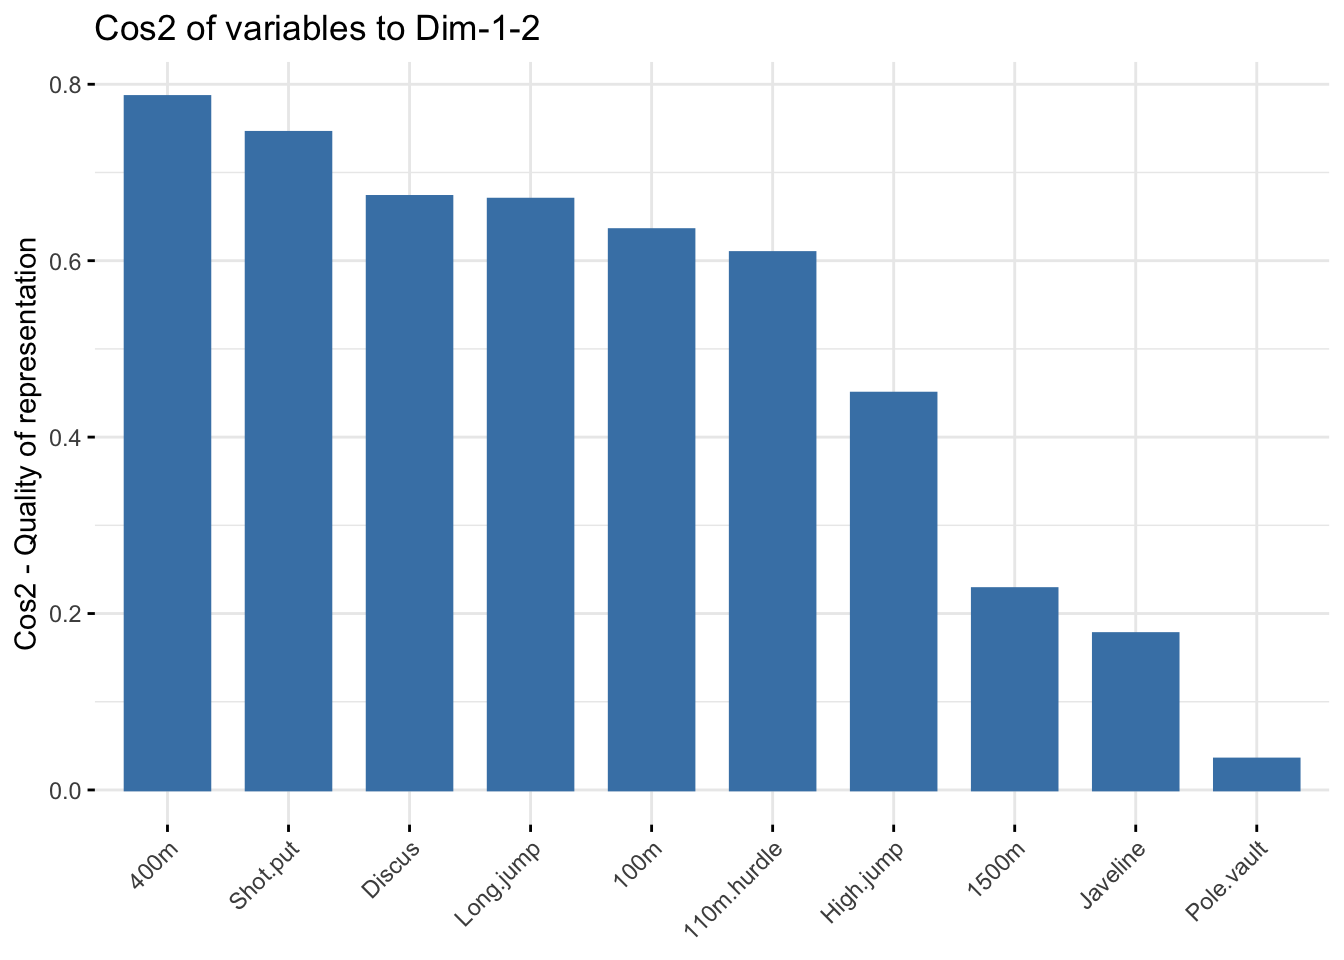 Cos2 of variables to Dim-1-2
Cos2 - Quality of representation
0.8
0.6
0.4
0.2
0.0
400m
Shot.put
Discus
Long.jump
100m
110m.hurdle
High.jump
1500m
Javeline
Pole.vault